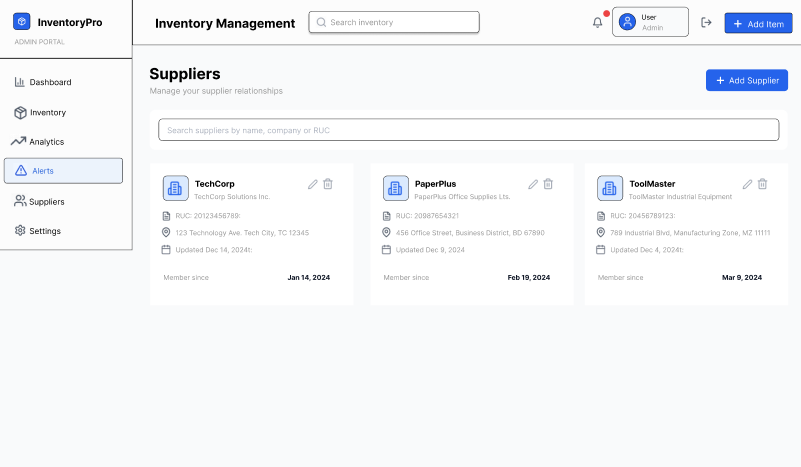 InventoryPro
ADMIN PORTAL
Dashboard
Inventory
Analytics
Alerts
Suppliers
Settings
Inventory Management
Search inventory
User
Admin
Add Item
Suppliers
Manage your supplier relationships
Add Supplier
Search suppliers by name, company or RUC
TechCorp
TechCorp Solutions Inc.
RUC: 20123456789:
123 Technology Ave. Tech City, TC 12345
Updated Dec 14, 2024t:
Member since Jan 14, 2024
PaperPlus
PaperPlus Office Supplies Lts.
RUC: 20987654321
456 Office Street, Business District, BD 67890
Updated Dec 9, 2024
Member since Feb 19, 2024
ToolMaster
ToolMaster Industrial Equipment
RUC: 20456789123:
789 Industrial Blvd, Manufacturing Zone, MZ 11111
Updated Dec 4, 2024t:
Member since Mar 9, 2024